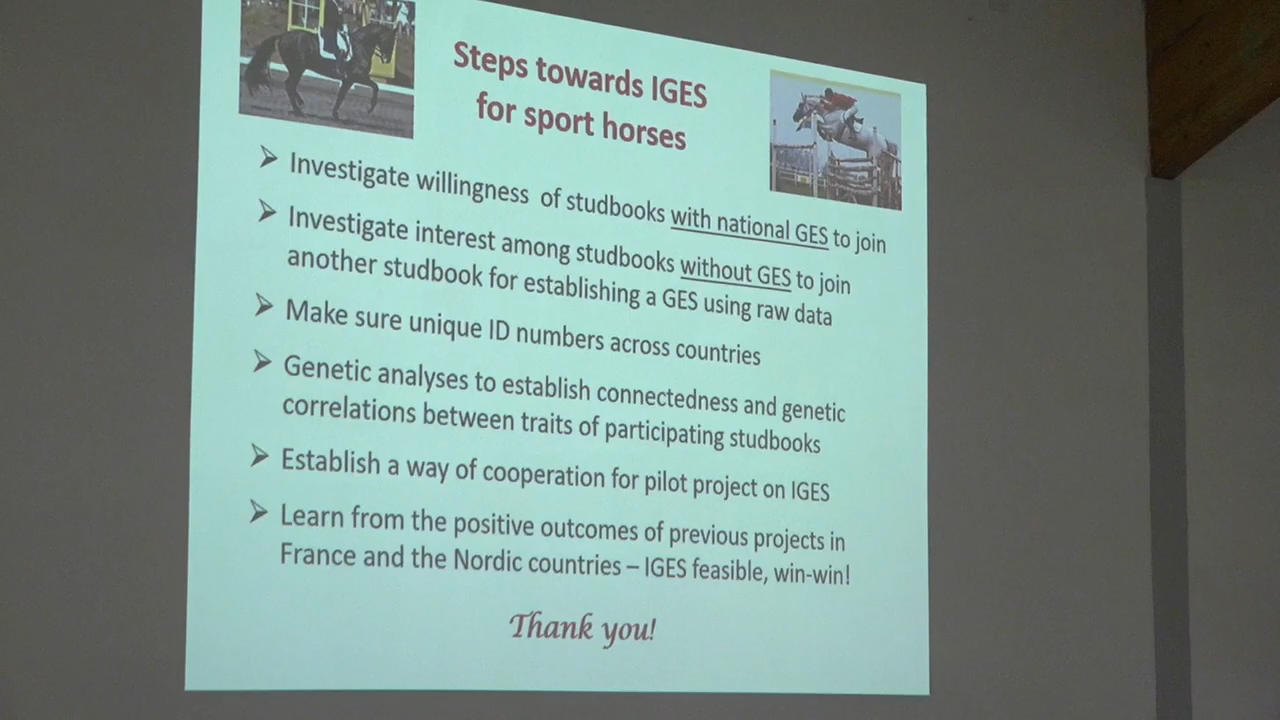 Steps towards IGES
for sport horses
➢ Investigate willingness of studbooks with national GES to join
➢ Investigate interest among studbooks without GES to join
another studbook for establishing a GES using raw data
➢ Make sure unique ID numbers across countries
➢ Genetic analyses to establish connectedness and genetic
correlations between traits of participating studbooks
➢ Establish a way of cooperation for pilot project on IGES
➢ Learn from the positive outcomes of previous projects in
France and the Nordic countries – IGES feasible, win-win!
Thank you!